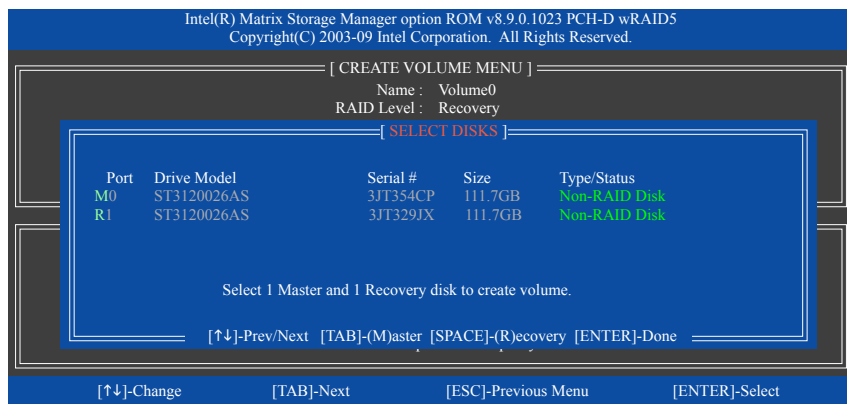 Intel(R) Matrix Storage Manager option ROM v8.9.0.1023 PCH-D wRAID5
Copyright(C) 2003-09 Intel Corporation.  All Rights Reserved.
[ CREATE VOLUME MENU ]
Name :   Volume0
RAID Level :   Recovery
[ SELECT DISKS ]
Port   Drive Model   Serial #   Size   Type/Status
M0   ST3120026AS   3JT354CP   111.7GB   Non-RAID Disk
R1   ST3120026AS   3JT329JX   111.7GB   Non-RAID Disk
Select 1 Master and 1 Recovery disk to create volume.
[↑↓]-Prev/Next   [TAB]-(M)aster   [SPACE]-(R)ecovery   [ENTER]-Done
[↑↓]-Change   [TAB]-Next   [ESC]-Previous Menu   [ENTER]-Select